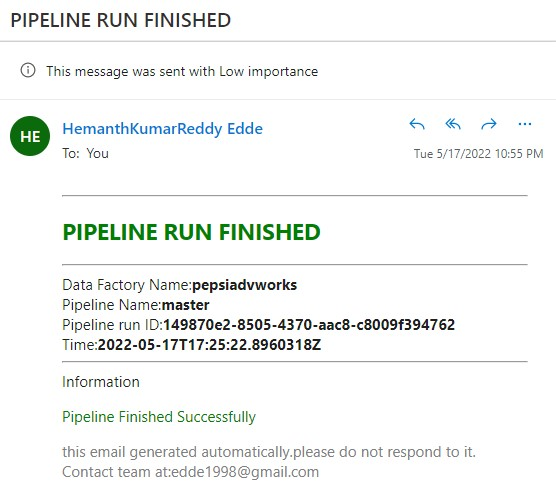 PIPELINE RUN FINISHED
This message was sent with Low importance
HE
HemanthKumarReddy Edde
To: You
Tue 5/17/2022 10:55 PM
PIPELINE RUN FINISHED
Data Factory Name:pepsiadvworks
Pipeline Name:master
Pipeline run ID:149870e2-8505-4370-aac8-c8009f394762
Time:2022-05-17T17:25:22.8960318Z
Information
Pipeline Finished Successfully
this email generated automatically.please do not respond to it.
Contact team at:edde1998@gmail.com